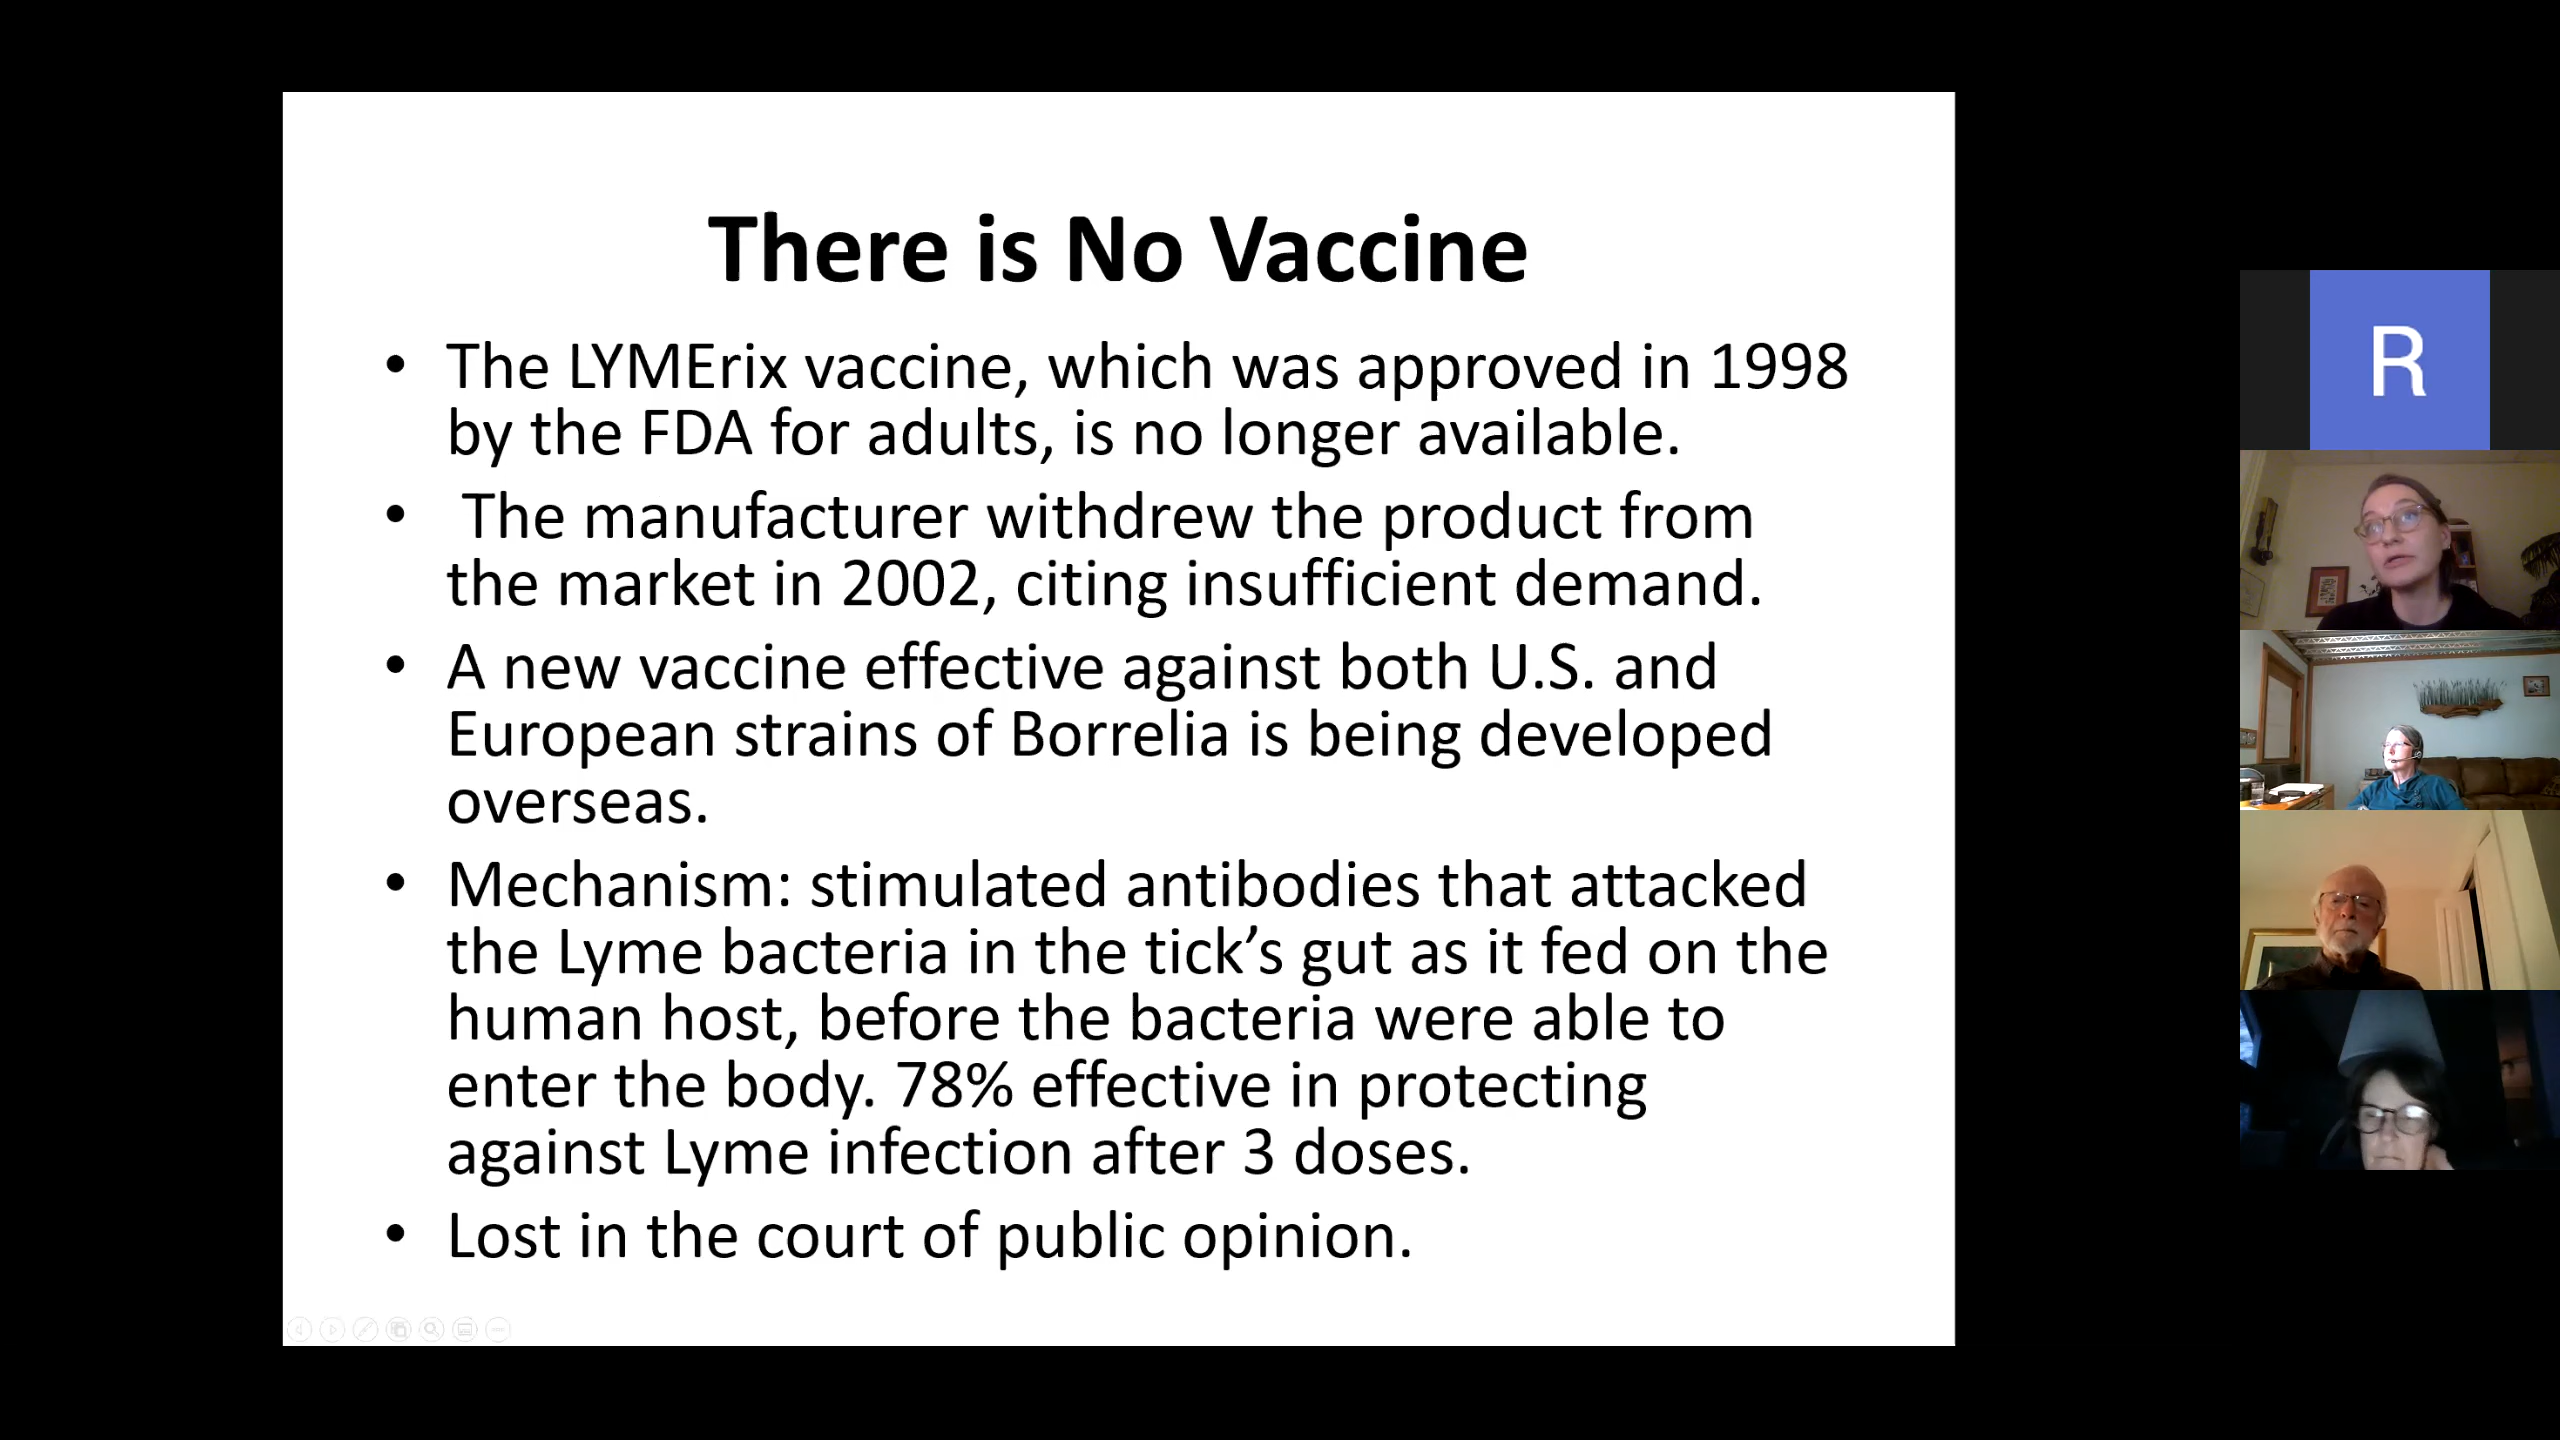 There is No Vaccine
• The LYMErix vaccine, which was approved in 1998
by the FDA for adults, is no longer available.
• The manufacturer withdrew the product from
the market in 2002, citing insufficient demand.
• A new vaccine effective against both U.S. and
European strains of Borrelia is being developed
overseas.
• Mechanism: stimulated antibodies that attacked
the Lyme bacteria in the tick’s gut as it fed on the
human host, before the bacteria were able to
enter the body. 78% effective in protecting
against Lyme infection after 3 doses.
• Lost in the court of public opinion.
R